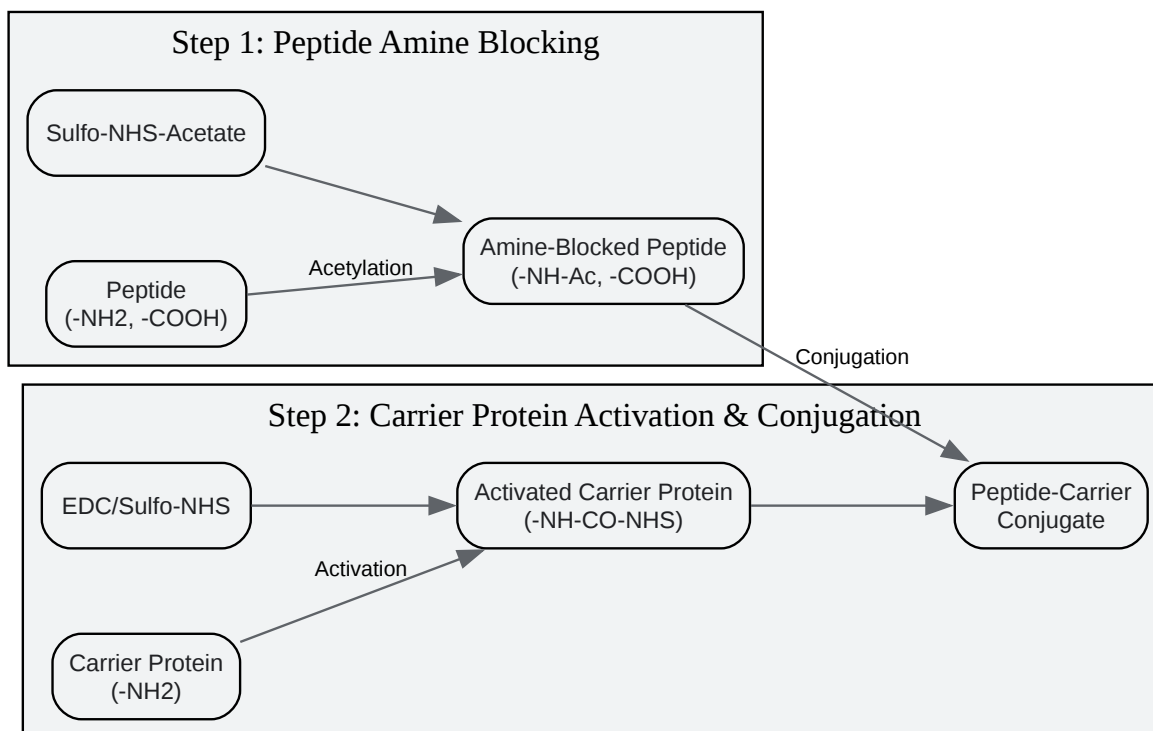 Step 1: Peptide Amine Blocking
Sulfo-NHS-Acetate
Peptide
(-NH2, -COOH)
Acetylation
Amine-Blocked Peptide
(-NH-Ac, -COOH)
Conjugation
Step 2: Carrier Protein Activation & Conjugation
EDC/Sulfo-NHS
Carrier Protein
(-NH2)
Activation
Activated Carrier Protein
(-NH-CO-NHS)
Peptide-Carrier
Conjugate